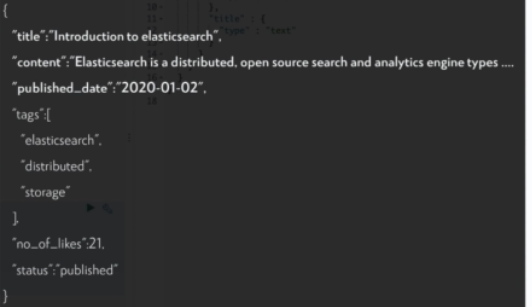 {
"title":"Introduction to elasticsearch",
"content":"Elasticsearch is a distributed, open source search and analytics engine types ....
"published_date":"2020-01-02",
"tags":[
"elasticsearch",
"distributed",
"storage"
],
"no_of_likes":21,
"status":"published"
}
10
},
11
"title" : {
"type" : "text"
18